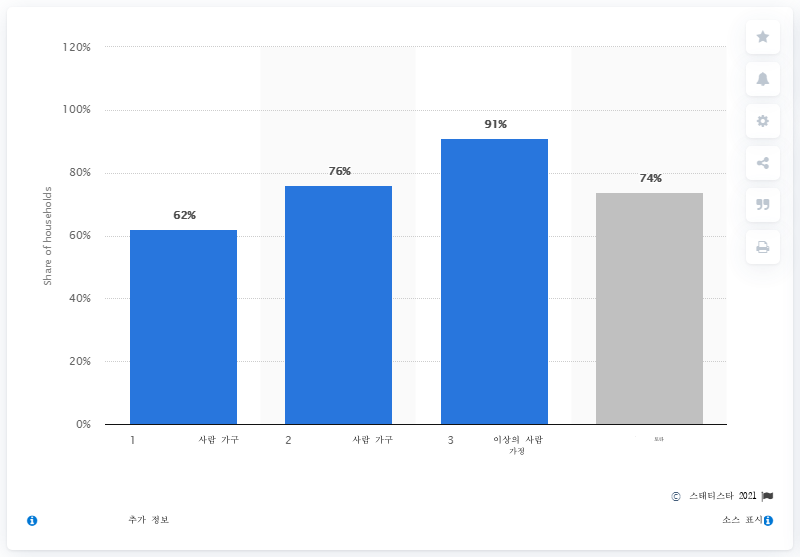 120%
100%
91%
80%
76%
74%
62%
60%
40%
20%
0%
Share of households
1 사람 가구
2 사람 가구
3 이상의 사람
가정
© 스태티스타 2021
추가 정보
소스 표시